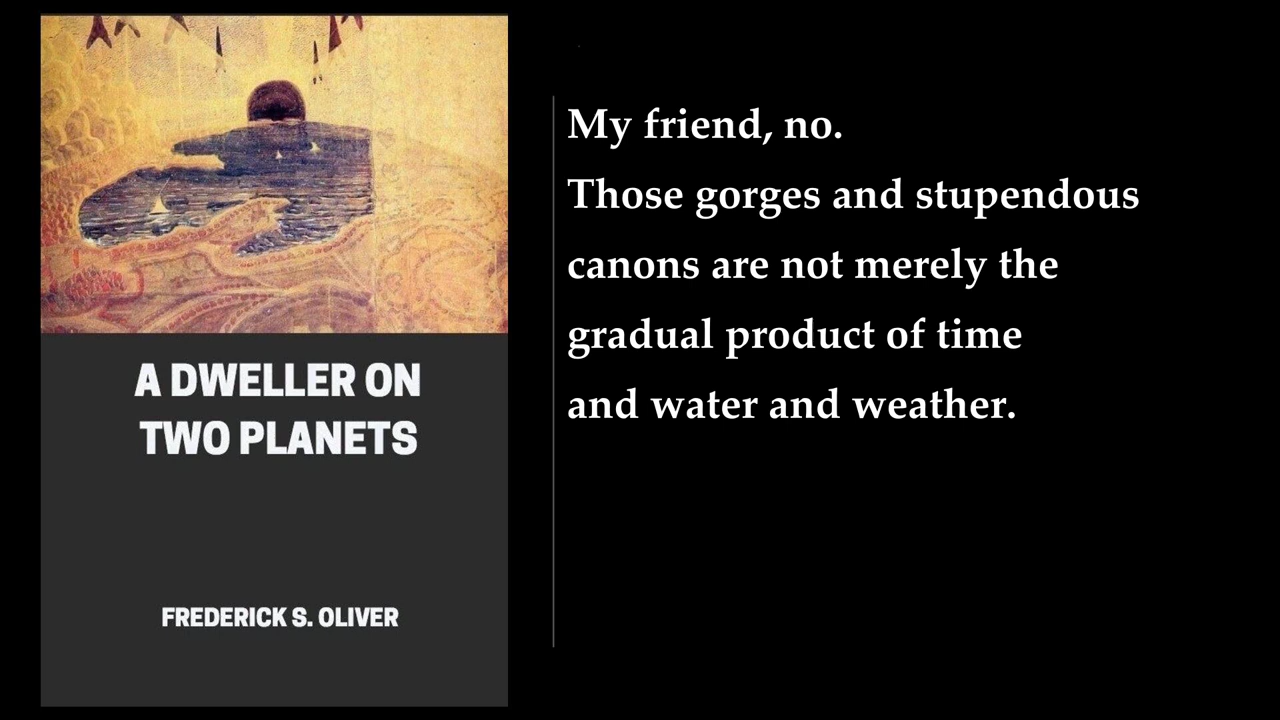 A DWELLER ON
TWO PLANETS
FREDERICK S. OLIVER
My friend, no.
Those gorges and stupendous
canons are not merely the
gradual product of time
and water and weather.